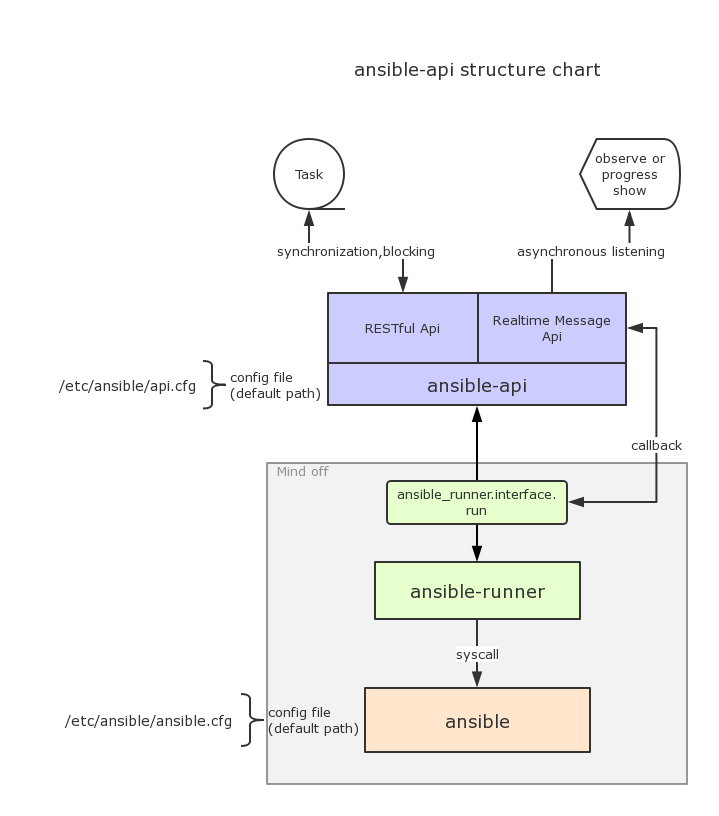 ansible-api structure chart
Task
observe or
progress
show
synchronization,blocking
asynchronous listening
RESTful Api
Realtime Message
Api
/etc/ansible/api.cfg
config file
(default path)
ansible-api
callback
Mind off
ansible_runner.interface.
run
ansible-runner
syscall
/etc/ansible/ansible.cfg
config file
(default path)
ansible